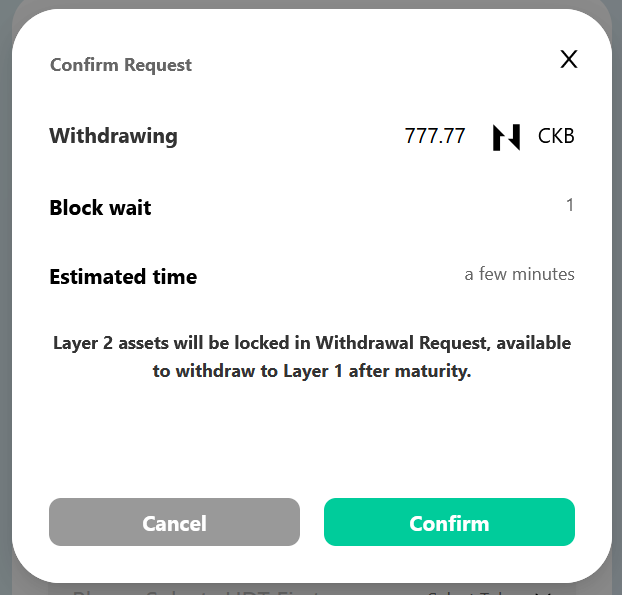 Confirm Request X
Withdrawing 777.77 CKB
Block wait 1
Estimated time a few minutes
Layer 2 assets will be locked in Withdrawal Request, available
to withdraw to Layer 1 after maturity.
Cancel Confirm